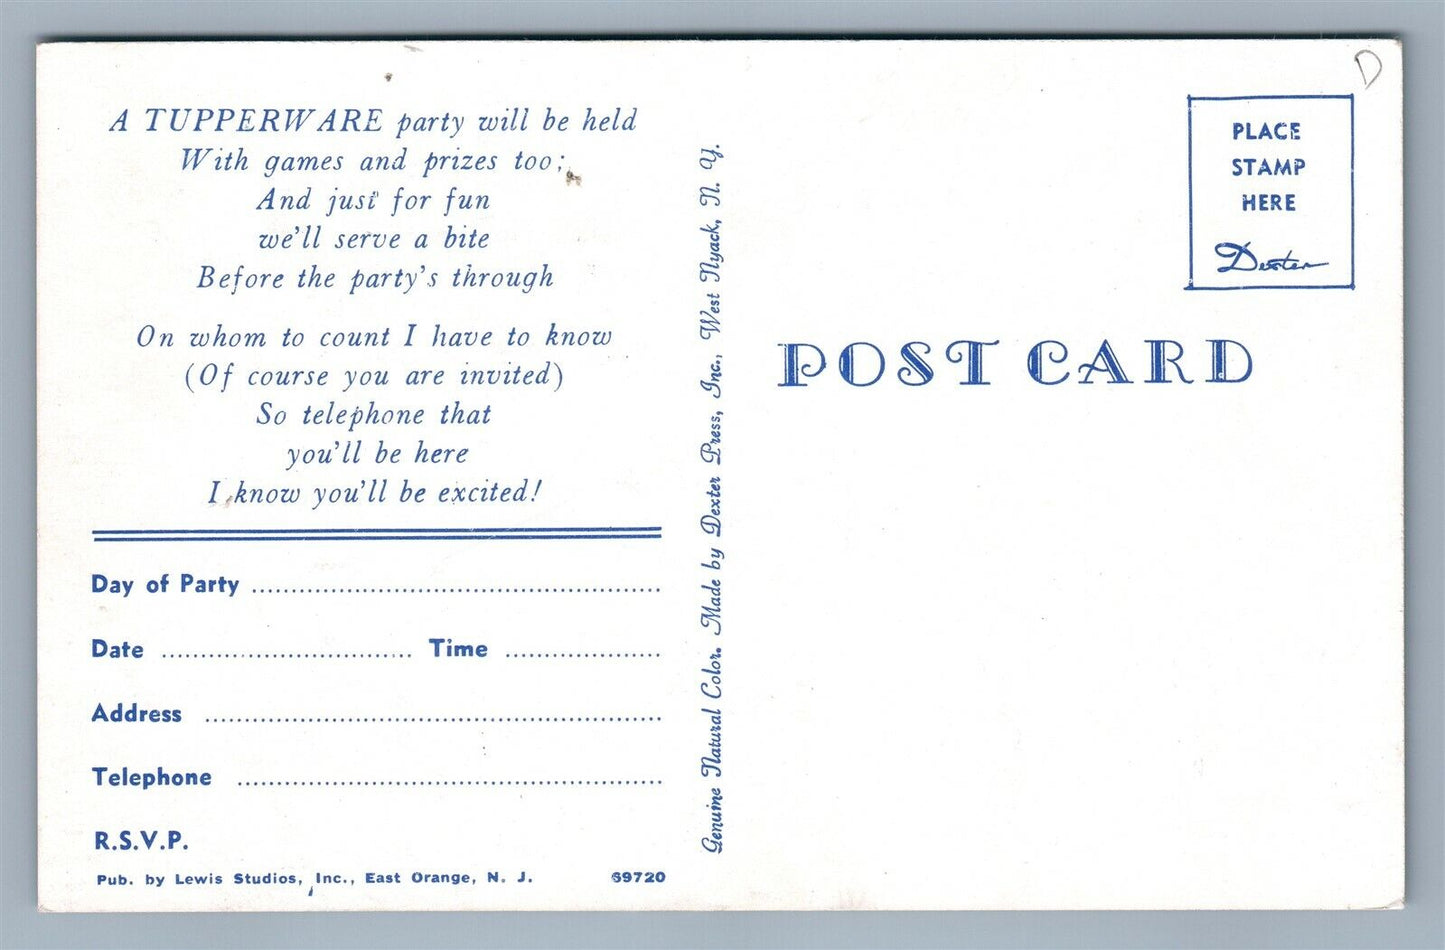 A TUPPERWARE party will be held
With games and prizes too;
And just for fun
we'll serve a bite
Before the party's through
On whom to count I have to know
(Of course you are invited)
So telephone that
you'll be here
I know you'll be excited!
Day of Party
Date Time
Address
Telephone
R.S.V.P.
Pub. by Lewis Studios, Inc., East Orange, N. J. 69720
Genuine Natural Color. Made by Dexter Press, Inc., West Nyack, N. Y.
D
PLACE
STAMP
HERE
Dexter
POST CARD